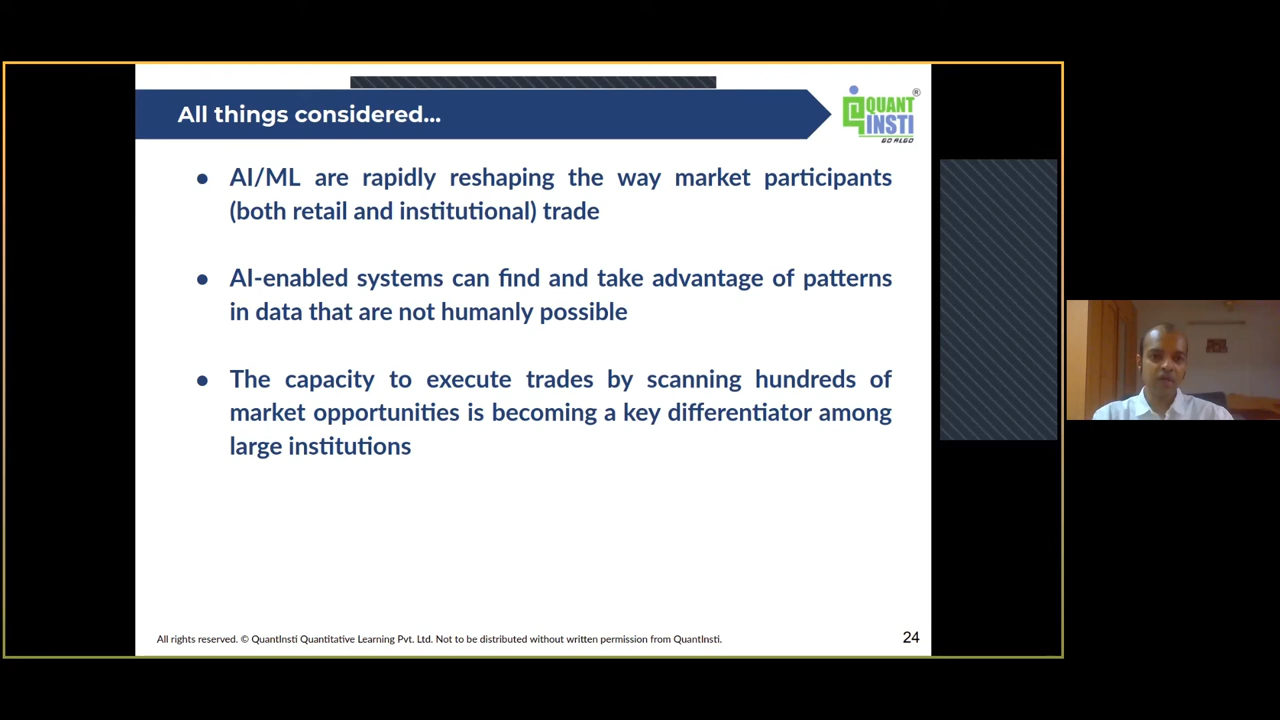 All things considered...
QUANT
INSTI
®
GO ALGO
● AI/ML are rapidly reshaping the way market participants
(both retail and institutional) trade
● AI-enabled systems can find and take advantage of patterns
in data that are not humanly possible
● The capacity to execute trades by scanning hundreds of
market opportunities is becoming a key differentiator among
large institutions
All rights reserved. © QuantInsti Quantitative Learning Pvt. Ltd. Not to be distributed without written permission from QuantInsti.
24